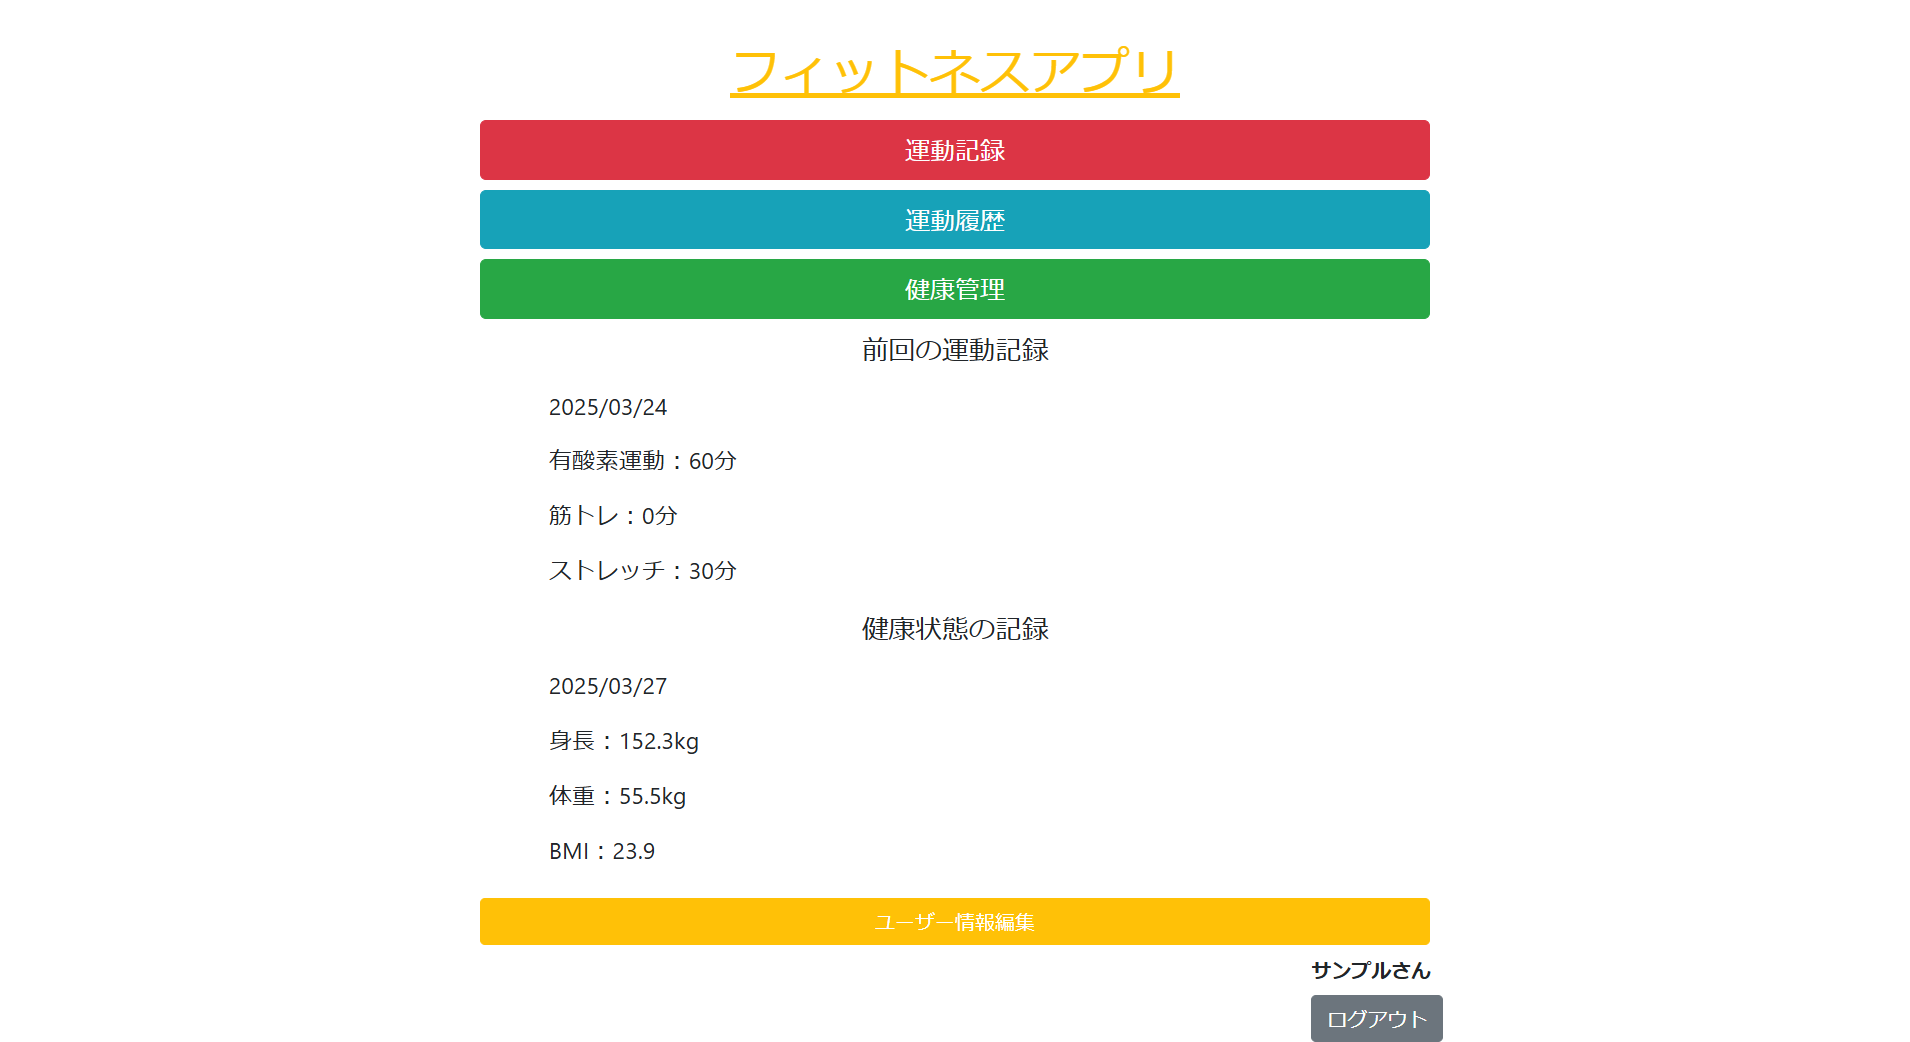 フィットネスアプリ
運動記録
運動履歴
健康管理
前回の運動記録
2025/03/24
有酸素運動：60分
筋トレ：0分
ストレッチ：30分
健康状態の記録
2025/03/27
身長：152.3kg
体重：55.5kg
BMI：23.9
ユーザー情報編集
サンプルさん
ログアウト